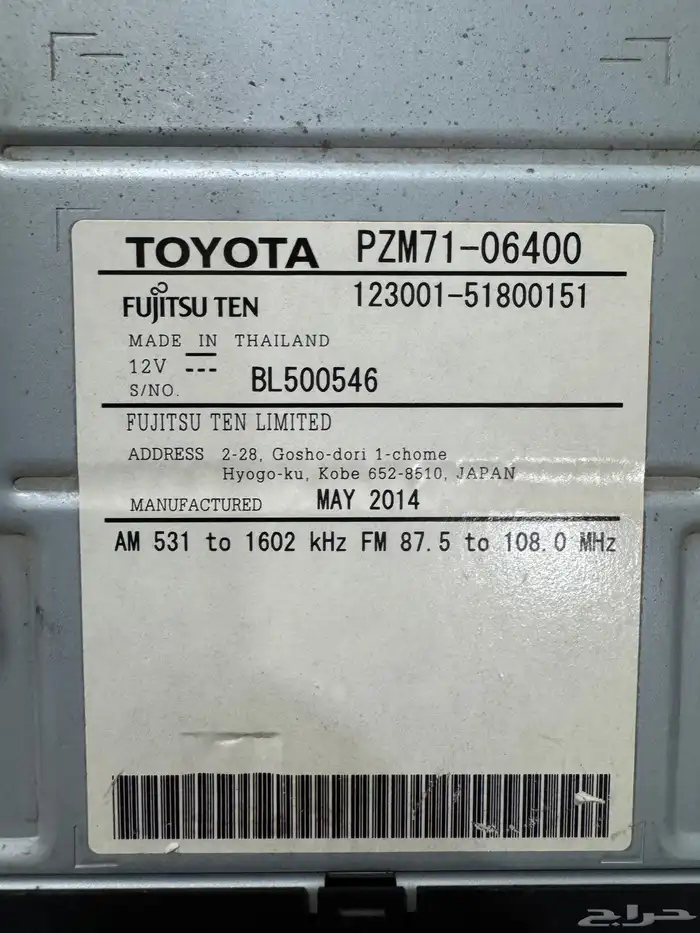 TOYOTA PZM71-06400
FUJITSU TEN 123001-51800151
MADE IN THAILAND
12V
S/NO. BL500546
FUJITSU TEN LIMITED
ADDRESS 2-28, Gosho-dori 1-chome
Hyogo-ku, Kobe 652-8510, JAPAN
MANUFACTURED MAY 2014
AM 531 to 1602 kHz FM 87.5 to 108.0 MHz
حراج